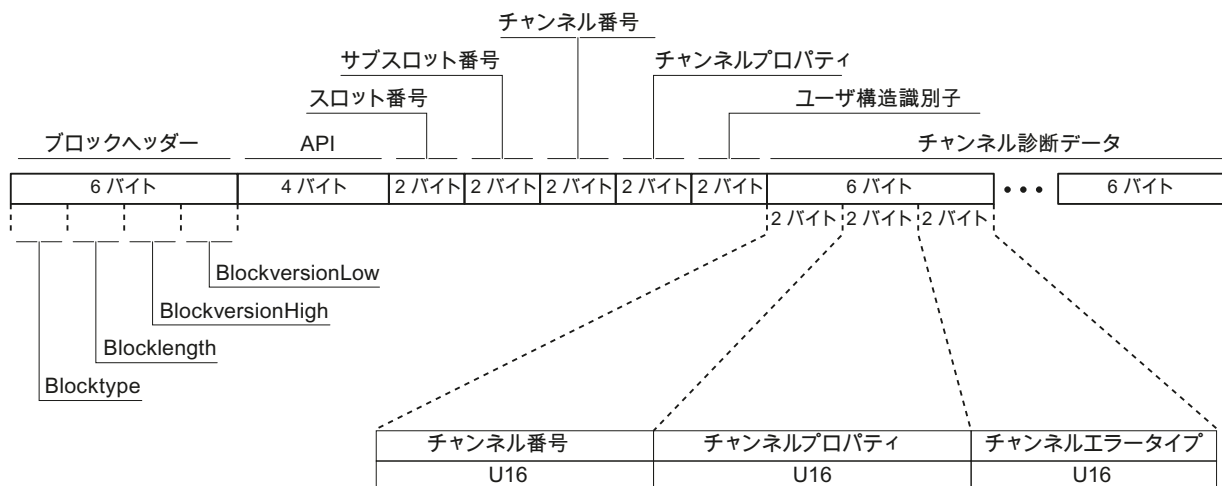 チャンネル番号
サブスロット番号
チャンネルプロパティ
スロット番号
ユーザ構造識別子
ブロックヘッダー
API
チャンネル診断データ
6 バイト
4 バイト
2 バイト
2 バイト
2 バイト
2 バイト
2 バイト
6 バイト
•••
6 バイト
2 バイト
2 バイト
2 バイト
BlockversionLow
BlockversionHigh
Blocklength
Blocktype
チャンネル番号
チャンネルプロパティ
チャンネルエラータイプ
U16
U16
U16